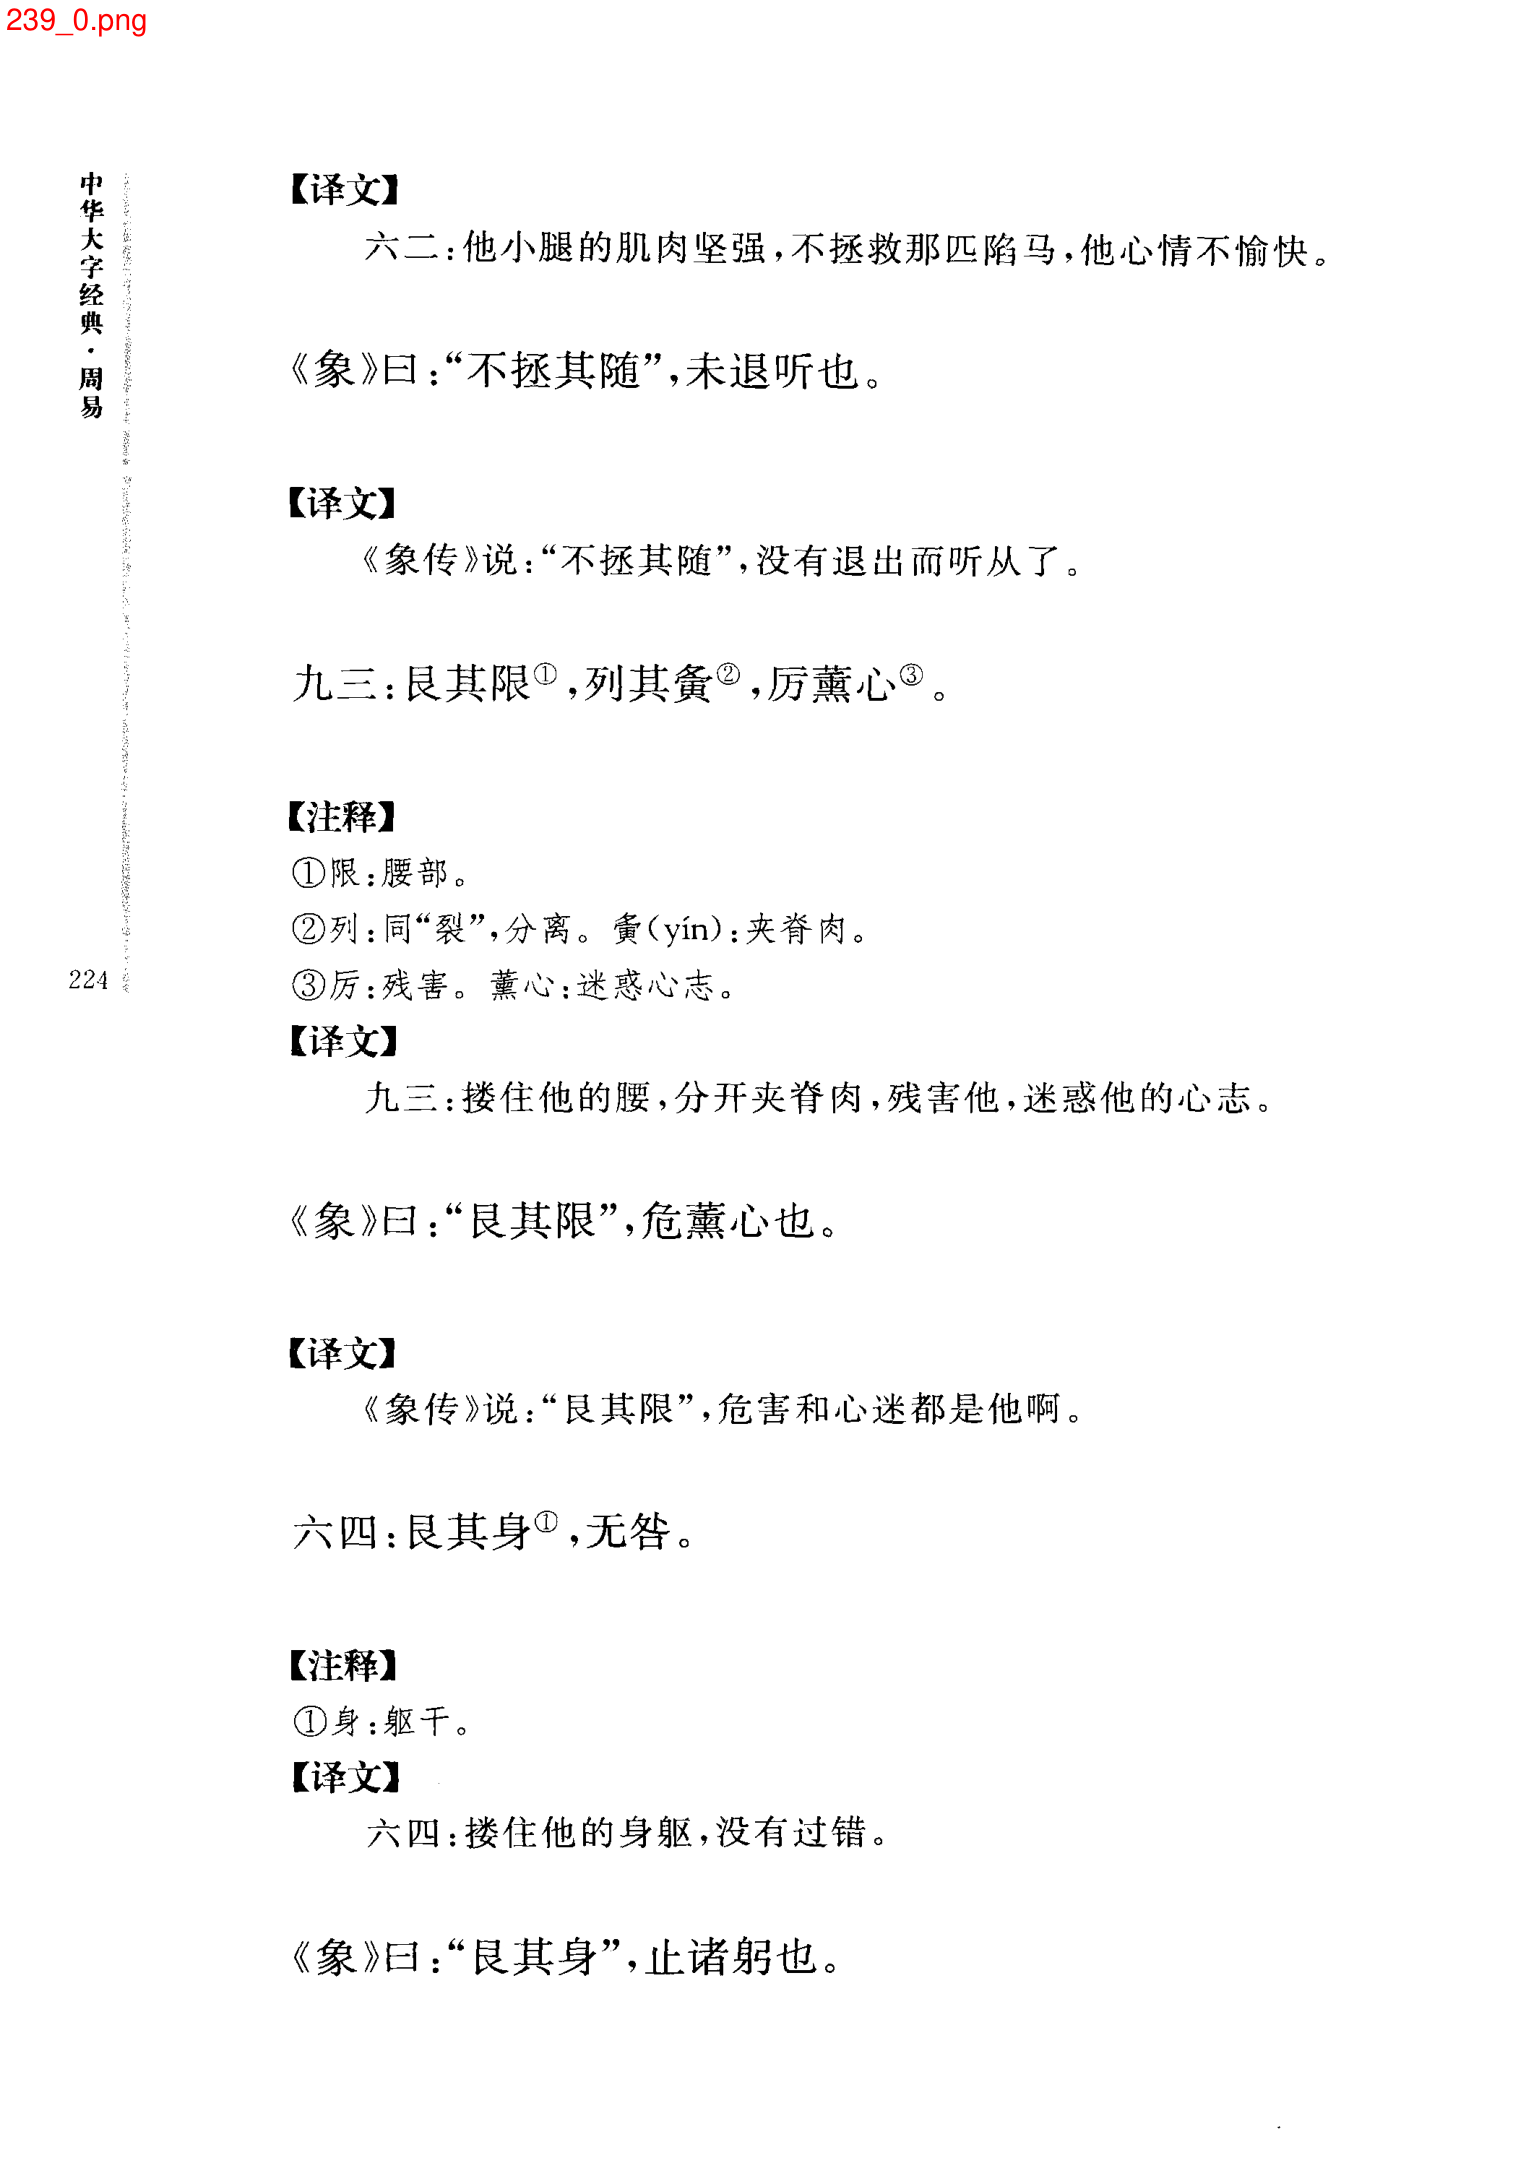 239_0.png
中华大字经典·周易
224
【译文】
六二：他小腿的肌肉坚强，不拯救那匹陷马，他心情不愉快。
《象》曰：“不拯其随”，未退听也。
【译文】
《象传》说：“不拯其随”，没有退出而听从了。
九三：艮其限①，列其夤②，厉薰心③。
【注释】
①限：腰部。
②列：同“裂”，分离。夤（yín）：夹脊肉。
③厉：残害。薰心：迷惑心志。
【译文】
九三：搂住他的腰，分开夹脊肉，残害他，迷惑他的心志。
《象》曰：“艮其限”，危薰心也。
【译文】
《象传》说：“艮其限”，危害和心迷都是他啊。
六四：艮其身①，无咎。
【注释】
①身：躯干。
【译文】
六四：搂住他的身躯，没有过错。
《象》曰：“艮其身”，止诸躬也。